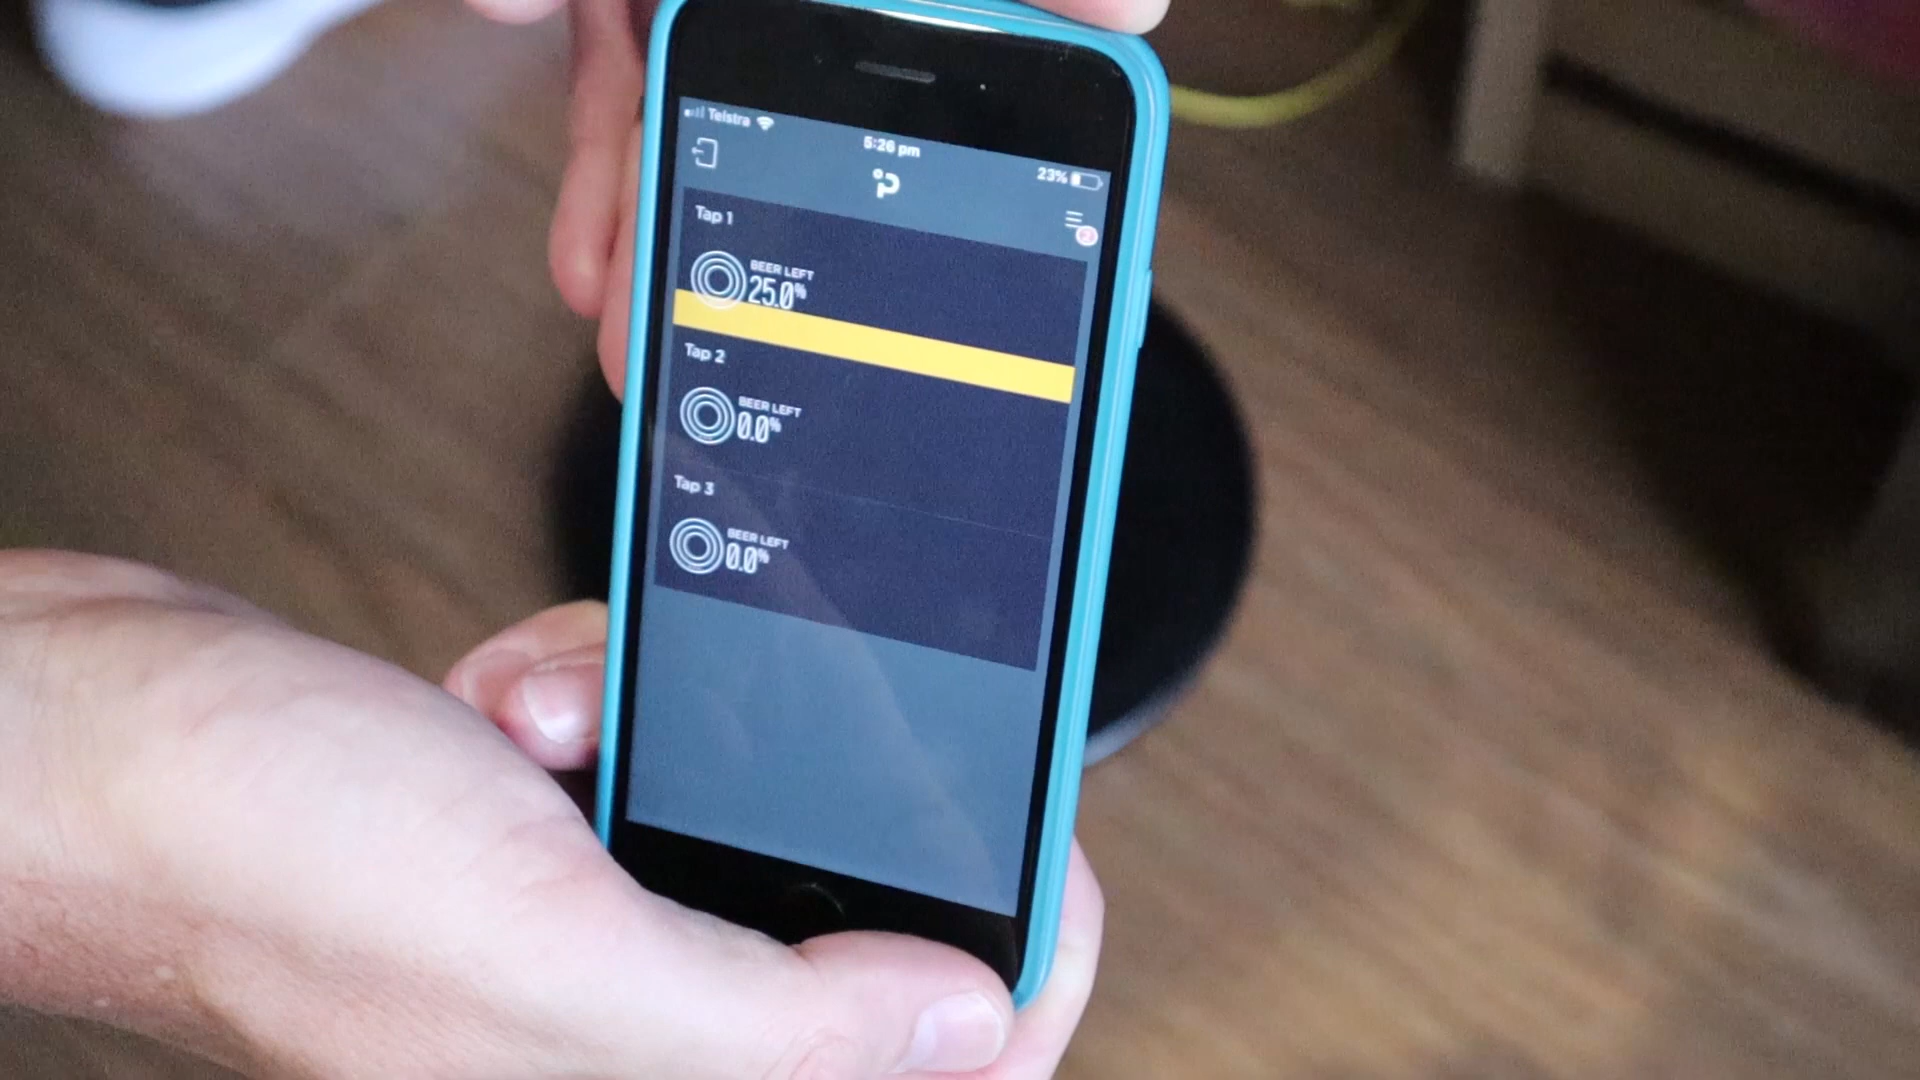 Telstra
5:26 pm
23%
2
Tap 1
BEER LEFT
25.0%
Tap 2
BEER LEFT
0.0%
Tap 3
BEER LEFT
0.0%